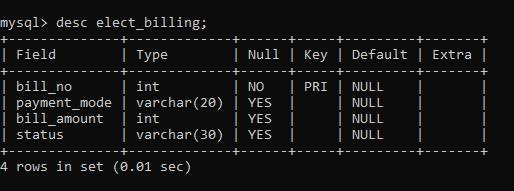 mysql> desc elect_billing;
+--------------+-------------+------+-----+---------+-------+
| Field        | Type        | Null | Key | Default | Extra |
+--------------+-------------+------+-----+---------+-------+
| bill_no      | int         | NO   | PRI | NULL    |       |
| payment_mode | varchar(20) | YES  |     | NULL    |       |
| bill_amount  | int         | YES  |     | NULL    |       |
| status       | varchar(30) | YES  |     | NULL    |       |
+--------------+-------------+------+-----+---------+-------+
4 rows in set (0.01 sec)